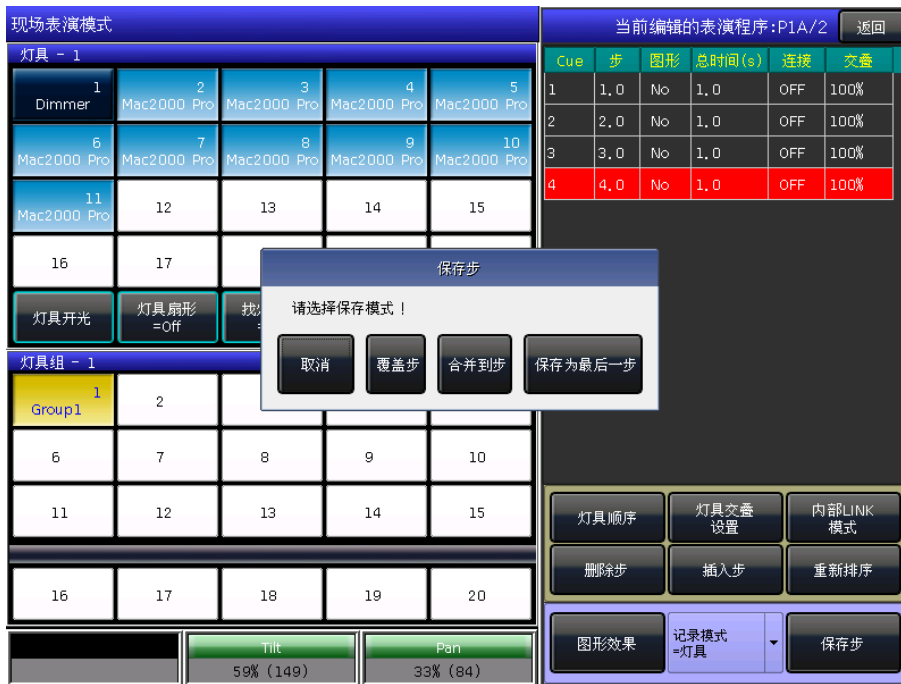 现场表演模式
灯具 - 1
1
Dimmer
2
Mac2000 Pro
3
Mac2000 Pro
4
Mac2000 Pro
5
Mac2000 Pro
6
Mac2000 Pro
7
Mac2000 Pro
8
Mac2000 Pro
9
Mac2000 Pro
10
Mac2000 Pro
11
Mac2000 Pro
12
13
14
15
16
17
灯具开光
灯具扇形
=Off
灯具组 - 1
1
Group1
2
6
7
8
9
10
11
12
13
14
15
16
17
18
19
20
Tilt
59% (149)
Pan
33% (84)
保存步
请选择保存模式！
取消
覆盖步
合并到步
保存为最后一步
当前编辑的表演程序:P1A/2
返回
Cue 步 图形 总时间(s) 连接 交叠
1 1.0 No 1.0 OFF 100%
2 2.0 No 1.0 OFF 100%
3 3.0 No 1.0 OFF 100%
4 4.0 No 1.0 OFF 100%
灯具顺序
灯具交叠
设置
内部LINK
模式
删除步
插入步
重新排序
图形效果
记录模式
=灯具
保存步